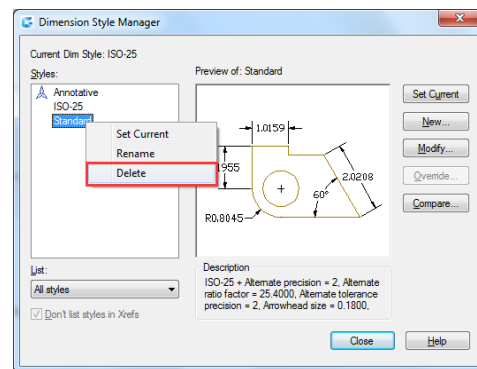 Dimension Style Manager
Current Dim Style: ISO-25
Styles:
Annotative
ISO-25
Standard
Set Current
Rename
Delete
List:
All styles
Don't list styles in Xrefs
Preview of: Standard
1.0159
1955
2.0208
60°
R0.8045
Description
ISO-25 + Alternate precision = 2, Alternate
ratio factor = 25.4000, Alternate tolerance
precision = 2, Arrowhead size = 0.1800,
Set Current
New...
Modify...
Override...
Compare...
Close
Help